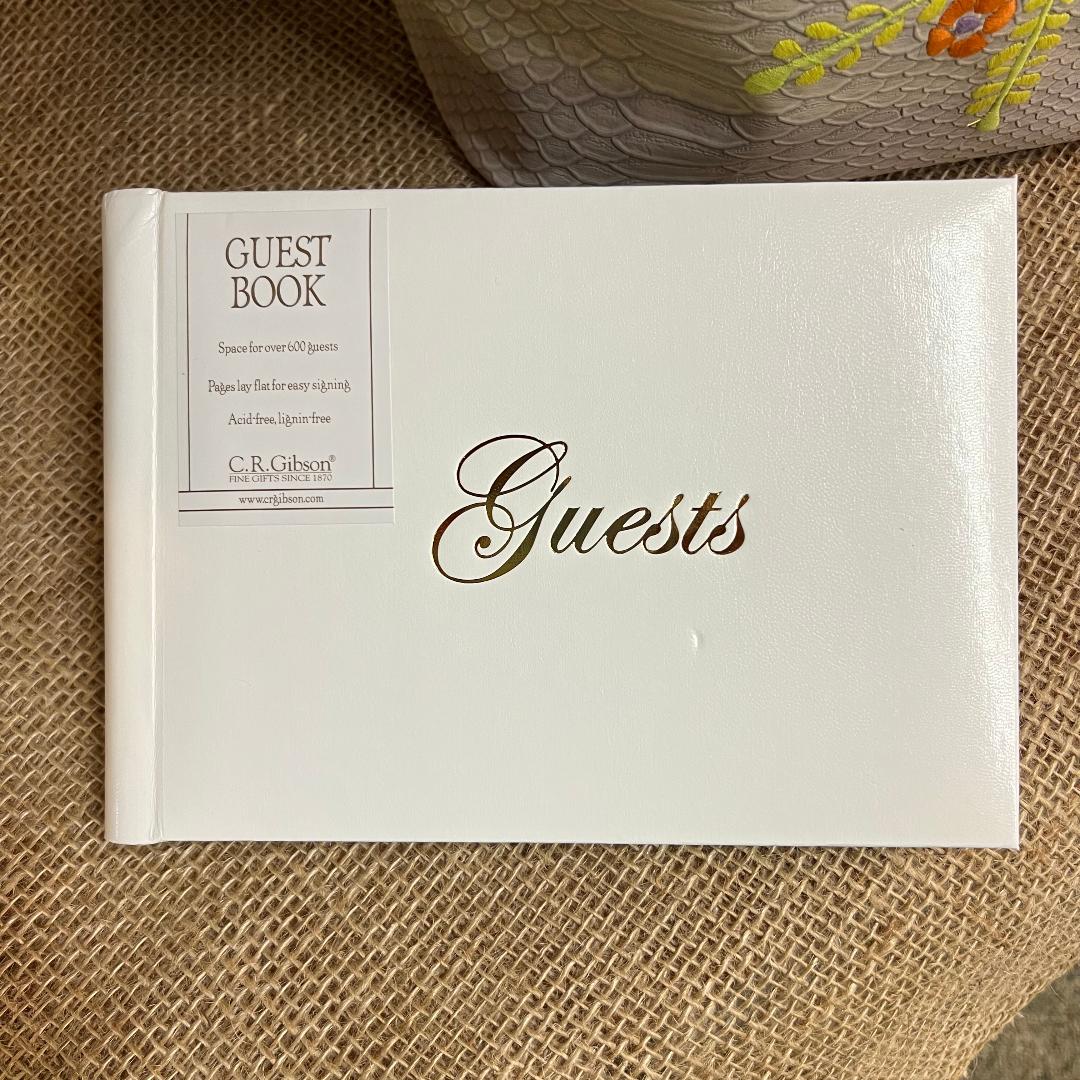 GUEST
BOOK
Space for over 600 guests
Pages lay flat for easy signing
Acid-free, lignin-free
C.R. Gibson®
FINE GIFTS SINCE 1870
www.crgibson.com
Guests